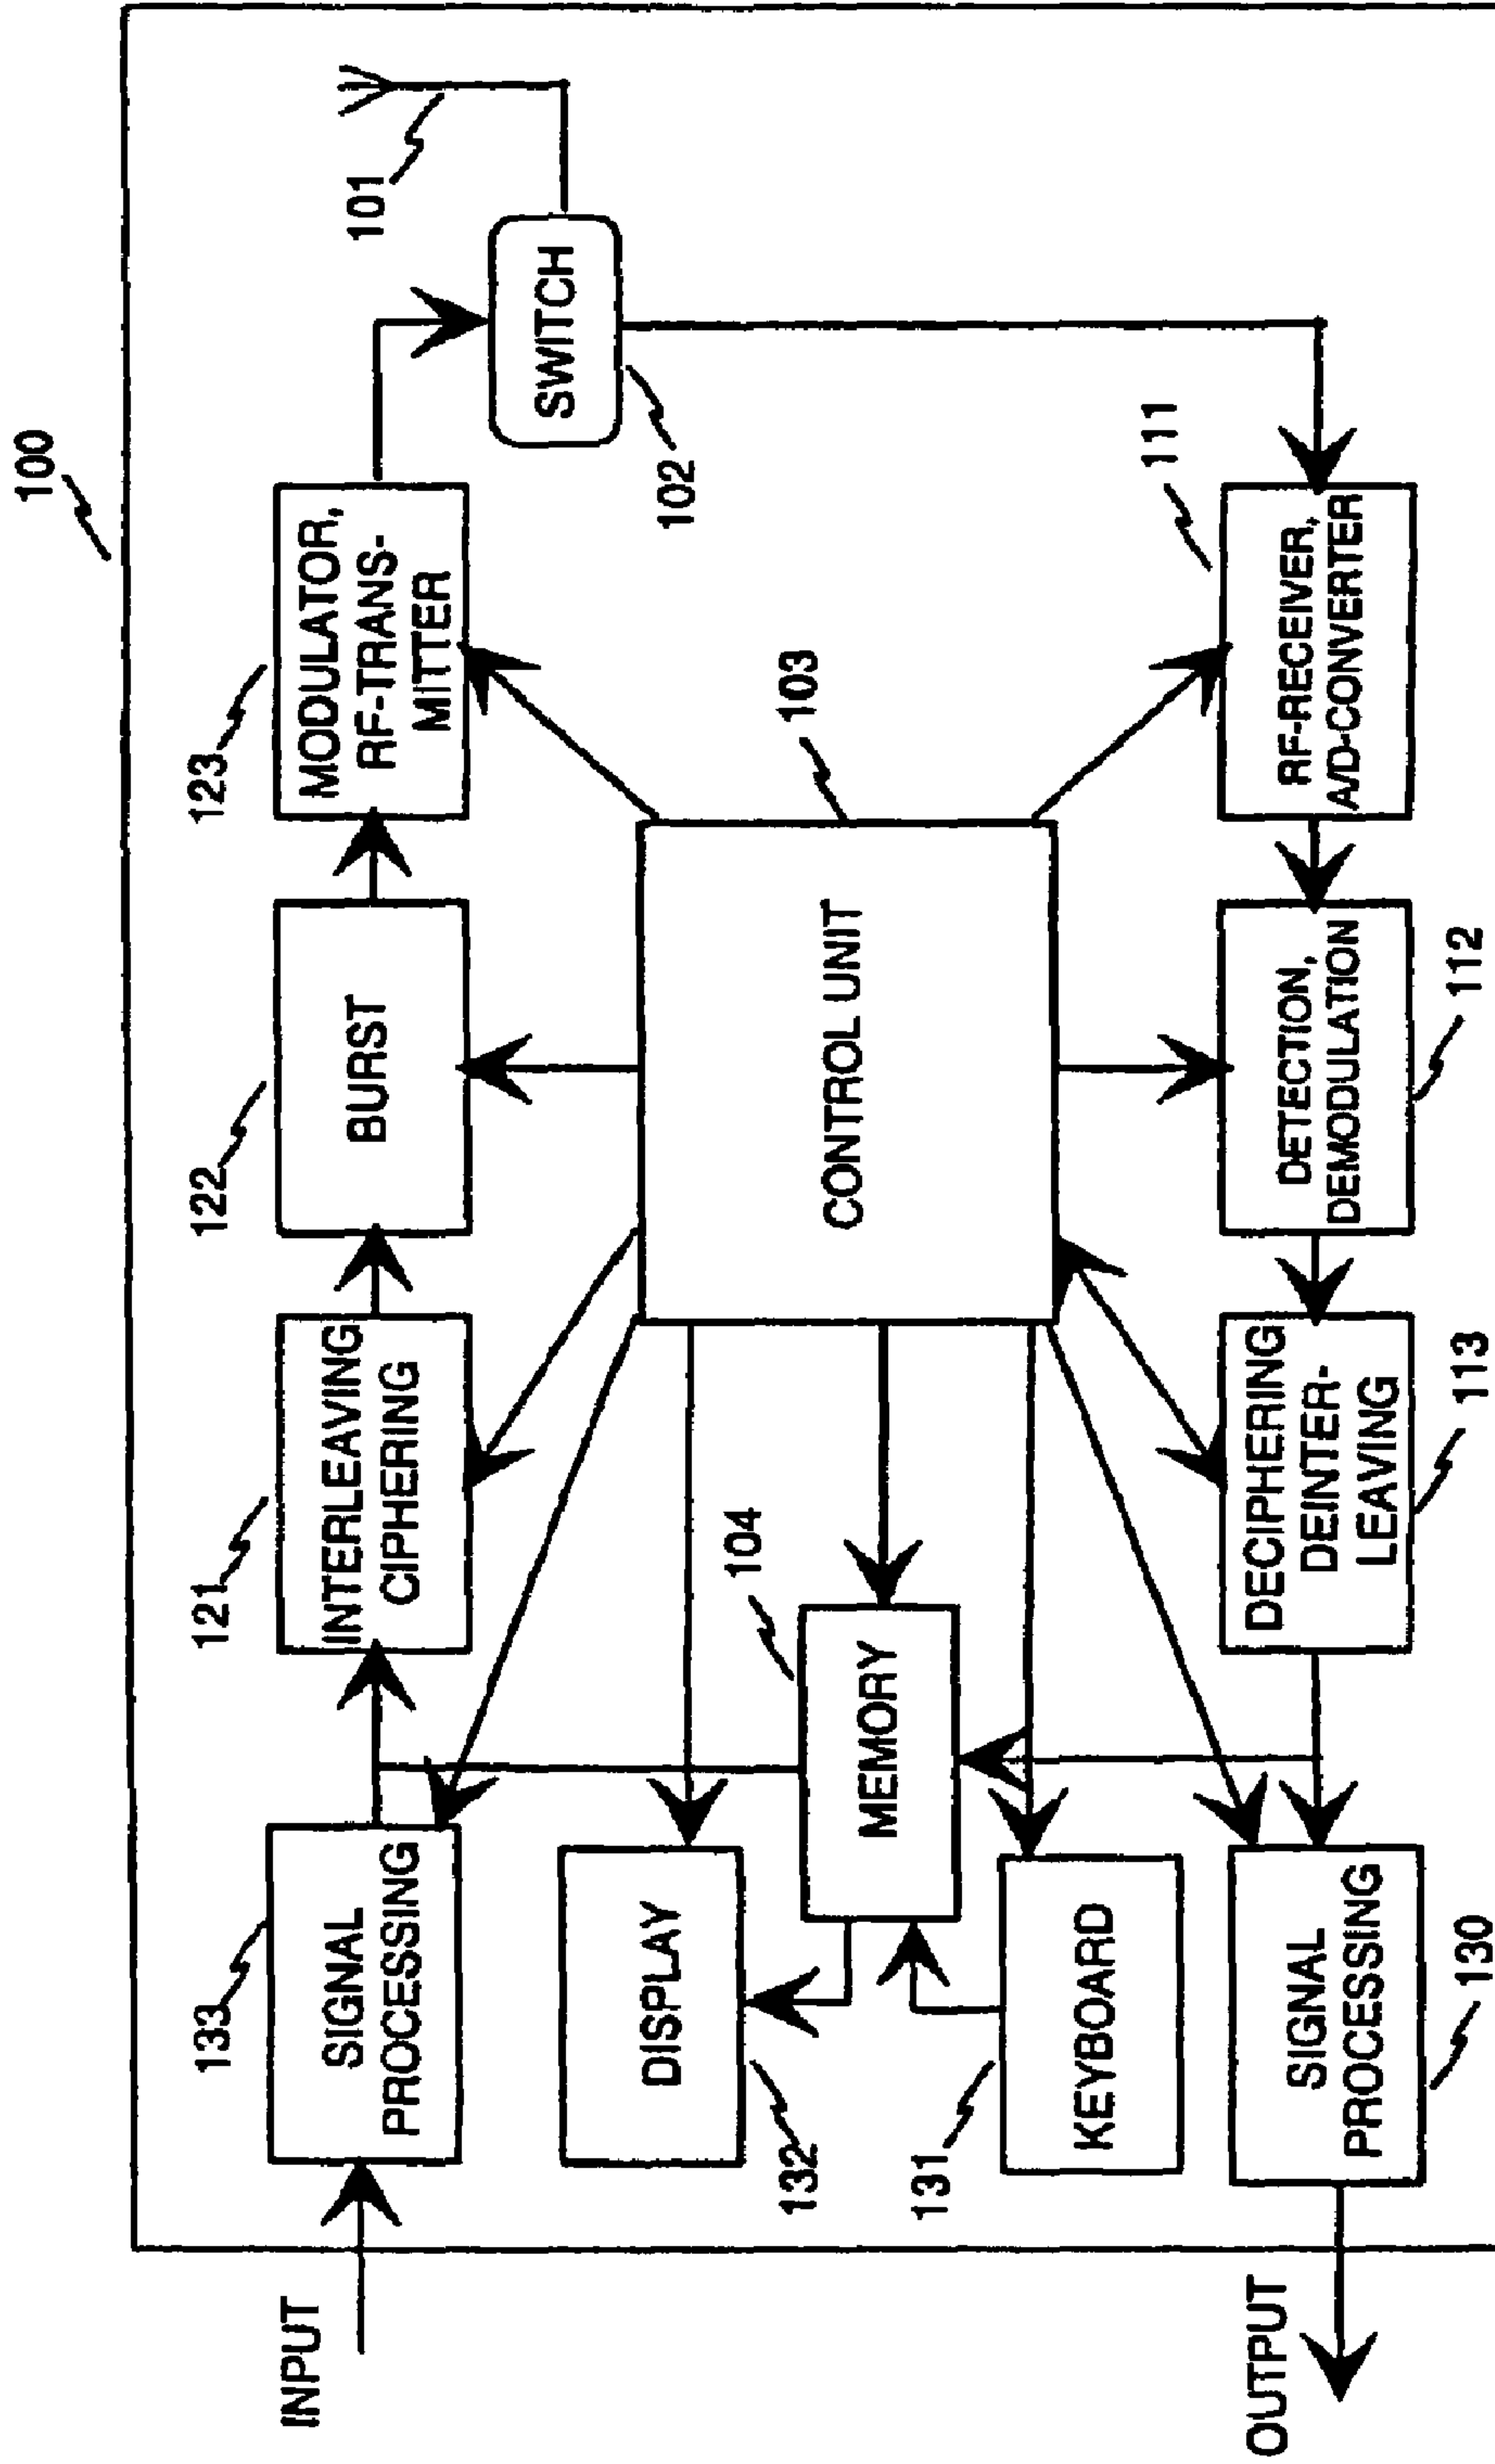 100
INPUT
133
SIGNAL
PROCESSING
121
INTERLEAVING
CIPHERING
122
BURST
123
MODULATOR,
RF-TRANS-
MITTER
101
SWITCH
102
132
DISPLAY
104
MEMORY
131
KEYBOARD
CONTROL UNIT
103
OUTPUT
SIGNAL
PROCESSING
130
DECIPHERING
DEINTER-
LEAVING
113
DETECTION,
DEMODULATION
112
RF-RECEIVER,
A/D-CONVERTER
111